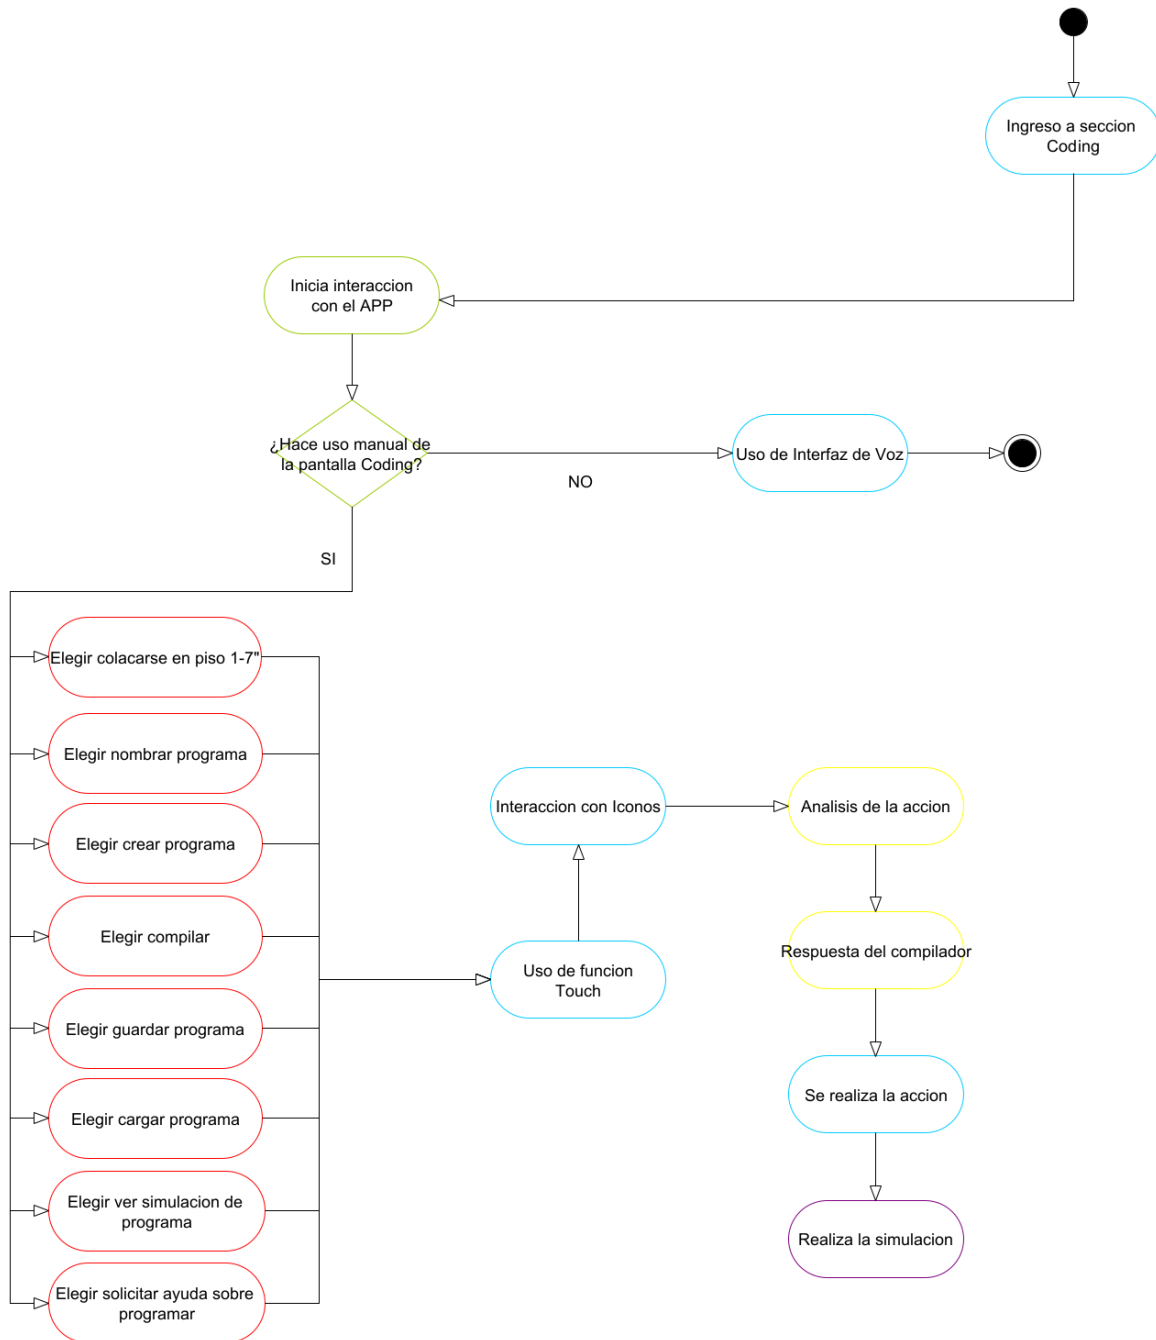 Ingreso a seccion
Coding
Inicia interaccion
con el APP
¿Hace uso manual de
la pantalla Coding?
NO
Uso de Interfaz de Voz
SI
Elegir colacarse en piso 1-7"
Elegir nombrar programa
Elegir crear programa
Elegir compilar
Elegir guardar programa
Elegir cargar programa
Elegir ver simulacion de
programa
Elegir solicitar ayuda sobre
programar
Uso de funcion
Touch
Interaccion con Iconos
Analisis de la accion
Respuesta del compilador
Se realiza la accion
Realiza la simulacion